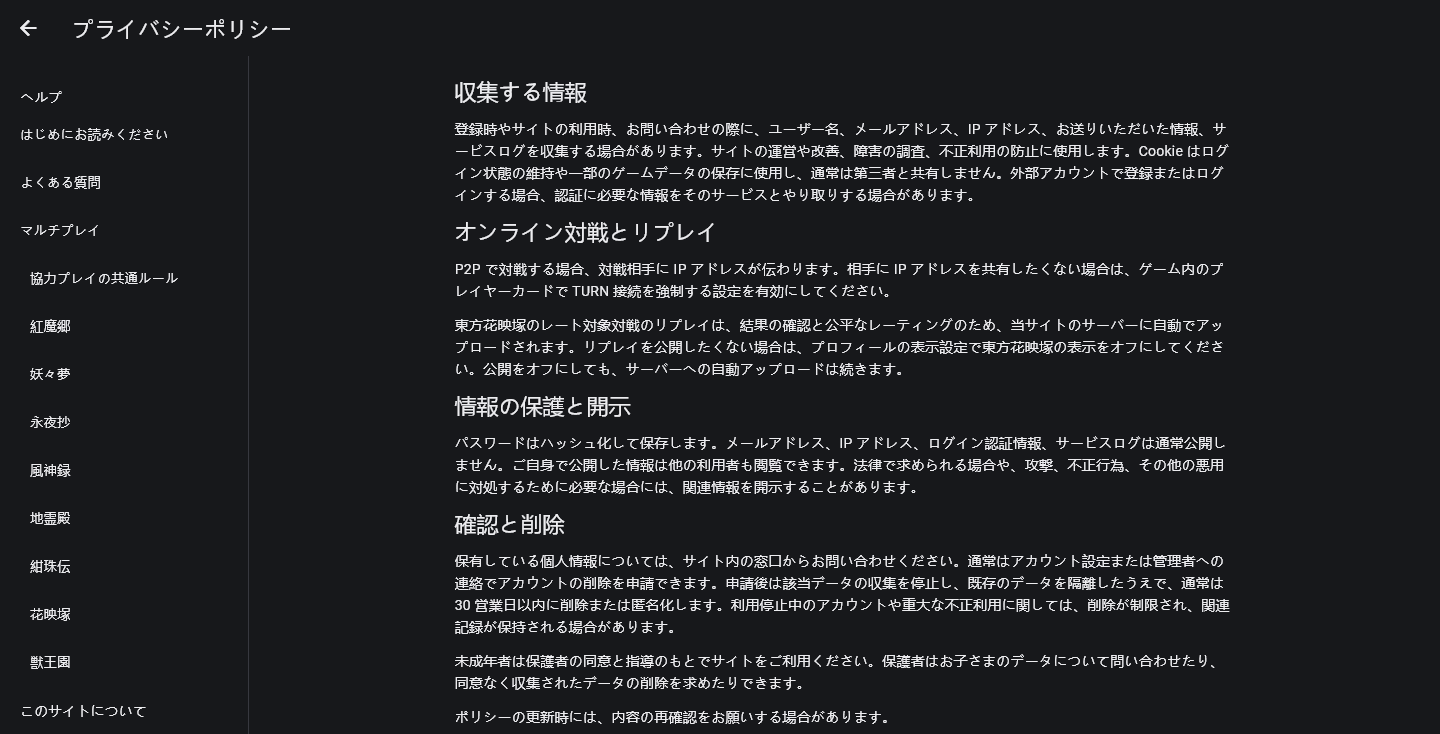 プライバシーポリシー
ヘルプ
はじめにお読みください
よくある質問
マルチプレイ
協力プレイの共通ルール
紅魔郷
妖々夢
永夜抄
風神録
地霊殿
紺珠伝
花映塚
獣王園
このサイトについて
収集する情報
登録時やサイトの利用時、お問い合わせの際に、ユーザー名、メールアドレス、IP アドレス、お送りいただいた情報、サ
ービスログを収集する場合があります。サイトの運営や改善、障害の調査、不正利用の防止に使用します。Cookie はログ
イン状態の維持や一部のゲームデータの保存に使用し、通常は第三者と共有しません。外部アカウントで登録またはログ
インする場合、認証に必要な情報をそのサービスとやり取りする場合があります。
オンライン対戦とリプレイ
P2P で対戦する場合、対戦相手に IP アドレスが伝わります。相手に IP アドレスを共有したくない場合は、ゲーム内のプ
レイヤーカードで TURN 接続を強制する設定を有効にしてください。
東方花映塚のレート対象対戦のリプレイは、結果の確認と公平なレーティングのため、当サイトのサーバーに自動でアッ
プロードされます。リプレイを公開したくない場合は、プロフィールの表示設定で東方花映塚の表示をオフにしてくださ
い。公開をオフにしても、サーバーへの自動アップロードは続きます。
情報の保護と開示
パスワードはハッシュ化して保存します。メールアドレス、IP アドレス、ログイン認証情報、サービスログは通常公開し
ません。ご自身で公開した情報は他の利用者も閲覧できます。法律で求められる場合や、攻撃、不正行為、その他の悪用
に対処するために必要な場合には、関連情報を開示することがあります。
確認と削除
保有している個人情報については、サイト内の窓口からお問い合わせください。通常はアカウント設定または管理者への
連絡でアカウントの削除を申請できます。申請後は該当データの収集を停止し、既存のデータを隔離したうえで、通常は
30 営業日以内に削除または匿名化します。利用停止中のアカウントや重大な不正利用に関しては、削除が制限され、関連
記録が保持される場合があります。
未成年者は保護者の同意と指導のもとでサイトをご利用ください。保護者はお子さまのデータについて問い合わせたり、
同意なく収集されたデータの削除を求めたりできます。
ポリシーの更新時には、内容の再確認をお願いする場合があります。